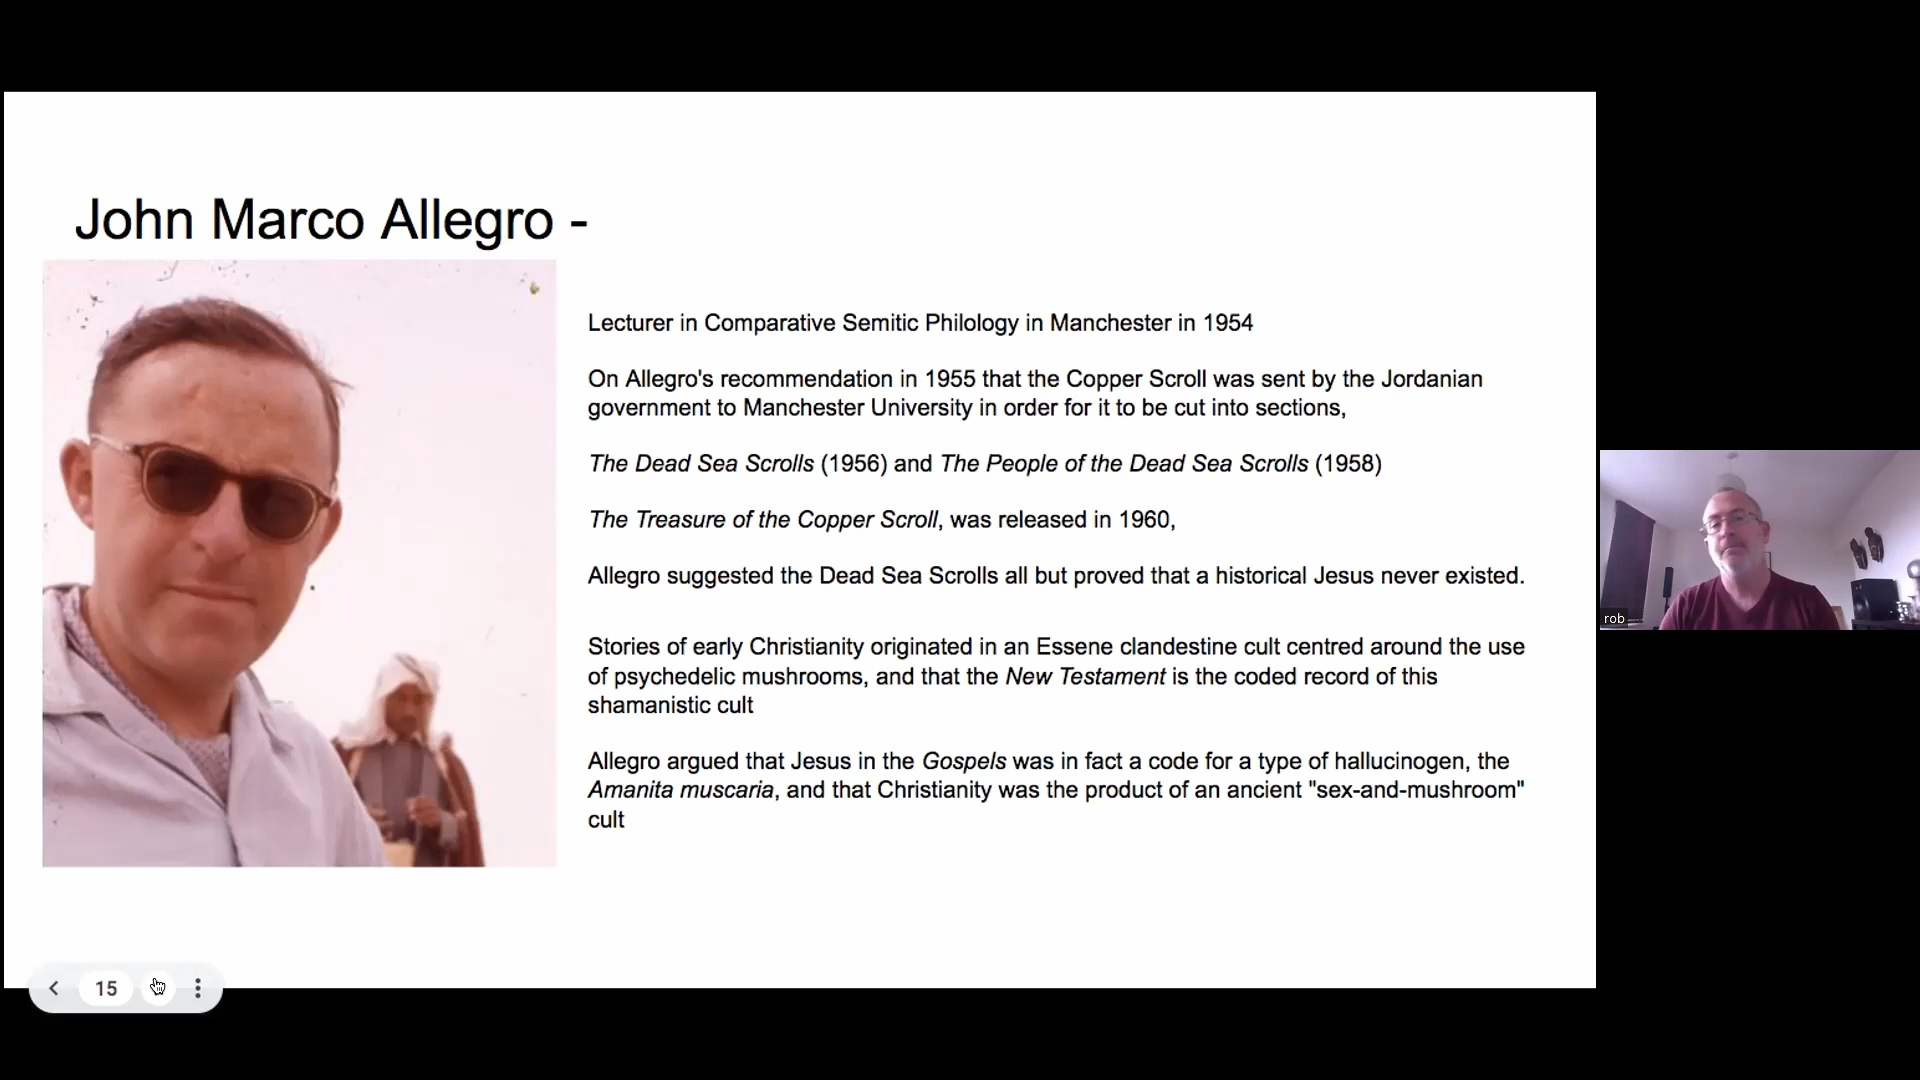 John Marco Allegro -
Lecturer in Comparative Semitic Philology in Manchester in 1954
On Allegro's recommendation in 1955 that the Copper Scroll was sent by the Jordanian
government to Manchester University in order for it to be cut into sections,
The Dead Sea Scrolls (1956) and The People of the Dead Sea Scrolls (1958)
The Treasure of the Copper Scroll, was released in 1960,
Allegro suggested the Dead Sea Scrolls all but proved that a historical Jesus never existed.
Stories of early Christianity originated in an Essene clandestine cult centred around the use
of psychedelic mushrooms, and that the New Testament is the coded record of this
shamanistic cult
Allegro argued that Jesus in the Gospels was in fact a code for a type of hallucinogen, the
Amanita muscaria, and that Christianity was the product of an ancient "sex-and-mushroom"
cult
rob
15